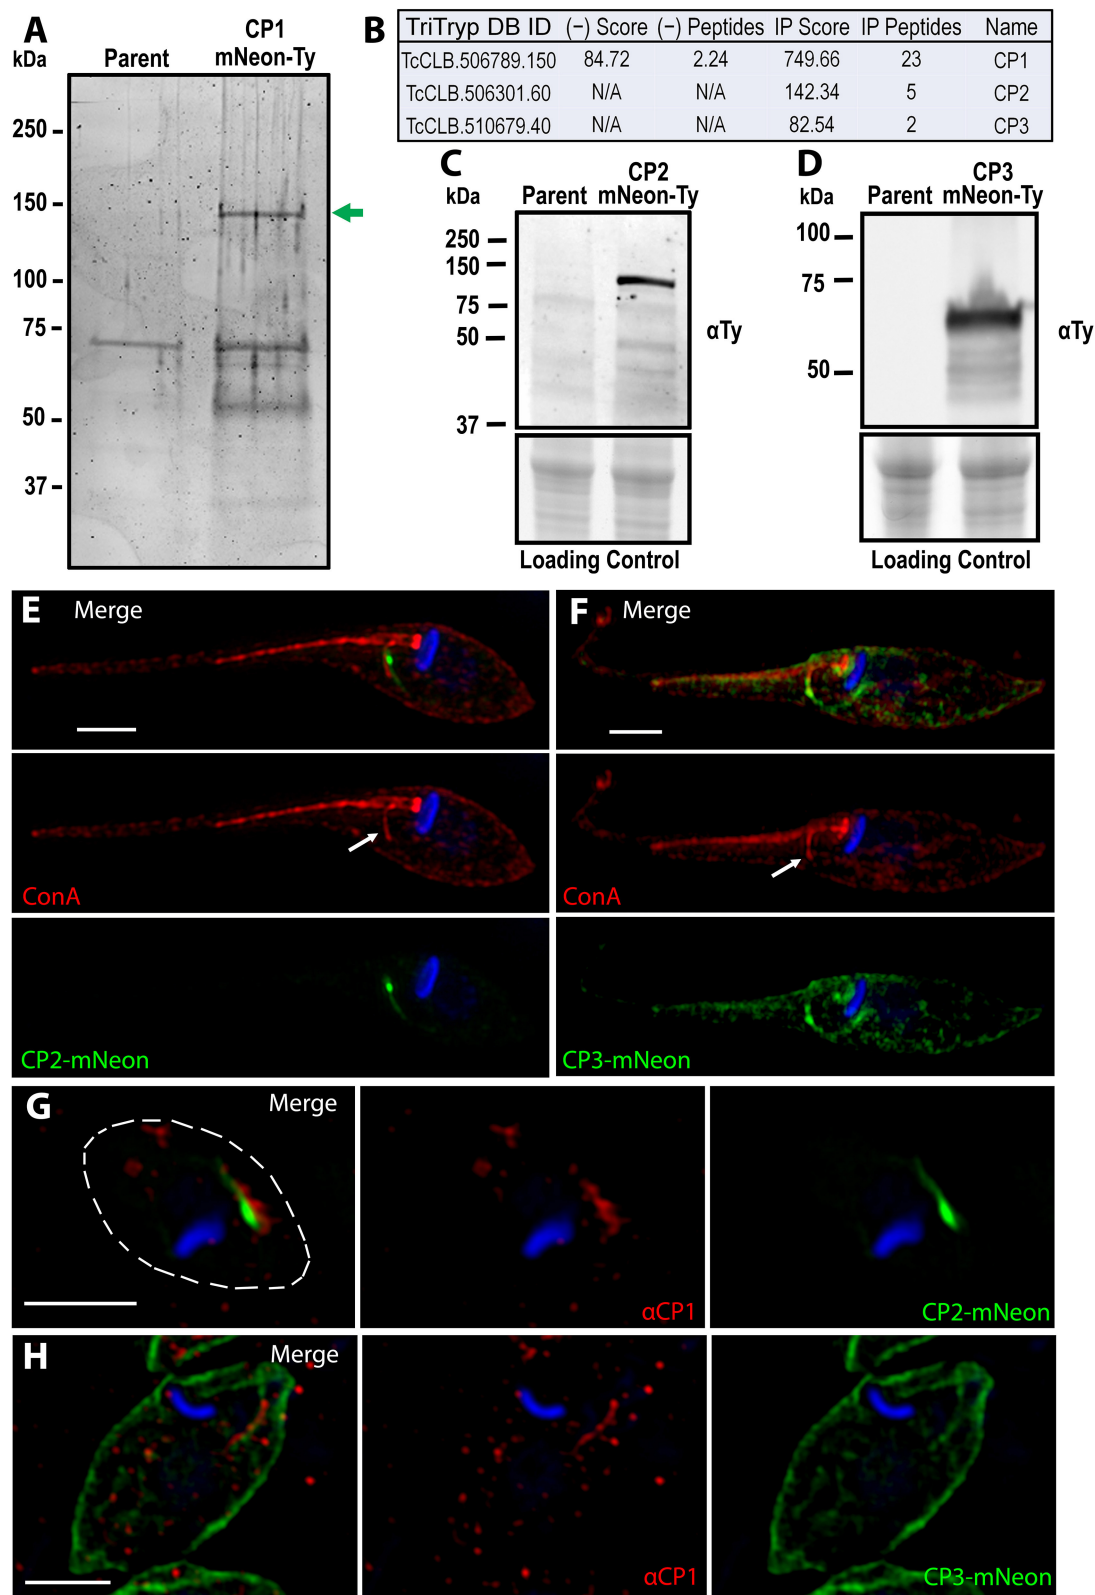 A
kDa
Parent
CP1
mNeon-Ty
250
150
100
75
50
37
B
TriTryp DB ID (−) Score (−) Peptides IP Score IP Peptides Name
TcCLB.506789.150 84.72 2.24 749.66 23 CP1
TcCLB.506301.60 N/A N/A 142.34 5 CP2
TcCLB.510679.40 N/A N/A 82.54 2 CP3
C
kDa
Parent
CP2
mNeon-Ty
250
150
75
50
37
αTy
Loading Control
D
kDa
Parent
CP3
mNeon-Ty
100
75
50
αTy
Loading Control
E
Merge
ConA
CP2-mNeon
F
Merge
ConA
CP3-mNeon
G
Merge
αCP1
CP2-mNeon
H
Merge
αCP1
CP3-mNeon